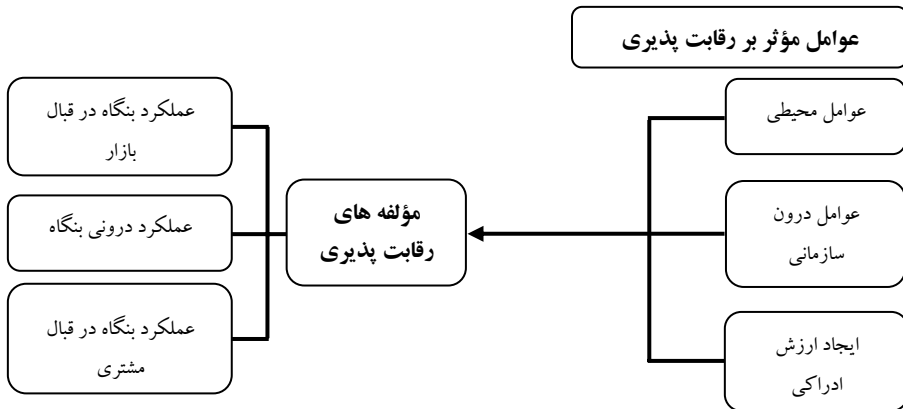 عوامل مؤثر بر رقابت پذیری
عوامل محیطی
عوامل درون
سازمانی
ایجاد ارزش
ادراکی
مؤلفه های
رقابت پذیری
عملکرد بنگاه در قبال
بازار
عملکرد درونی بنگاه
عملکرد بنگاه در قبال
مشتری